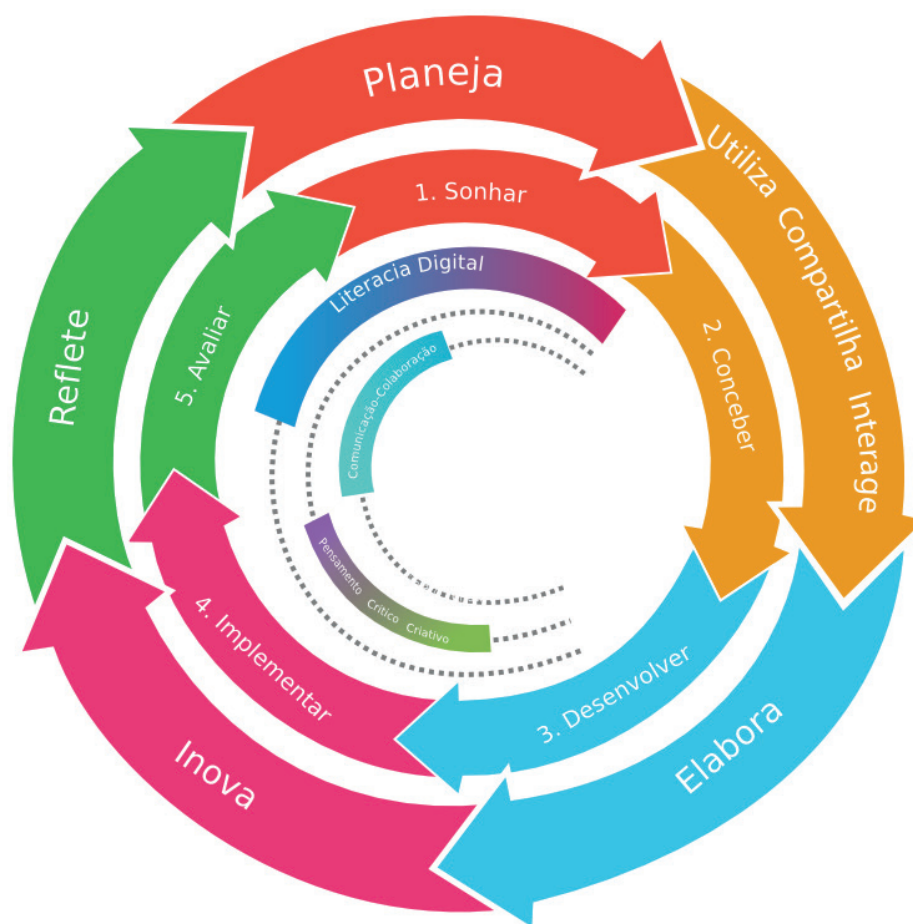 Planeja
Utiliza Compartilha Interage
Elabora
Inova
Reflete
1. Sonhar
2. Conceber
3. Desenvolver
4. Implementar
5. Avaliar
Literacia Digital
Comunicação-Colaboração
Pensamento Crítico Criativo